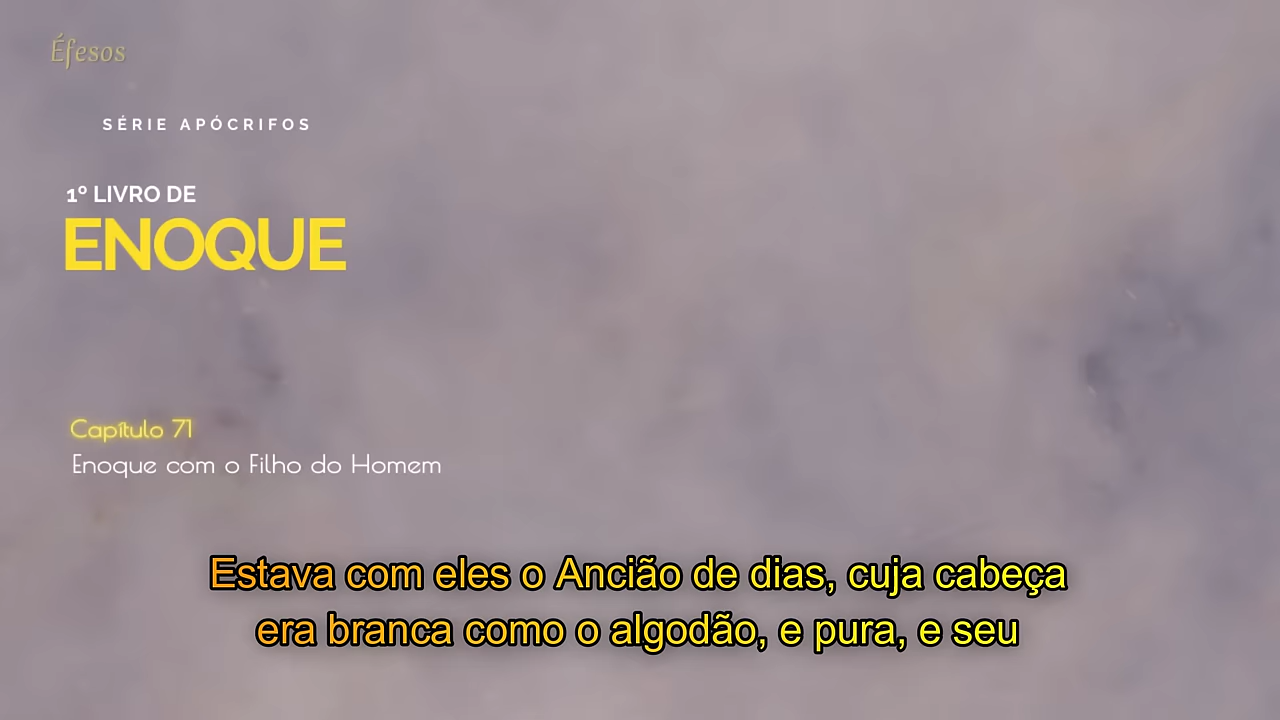 Éfesos
SÉRIE APÓCRIFOS
1º LIVRO DE
ENOQUE
Capítulo 71
Enoque com o Filho do Homem
Estava com eles o Ancião de dias, cuja cabeça
era branca como o algodão, e pura, e seu